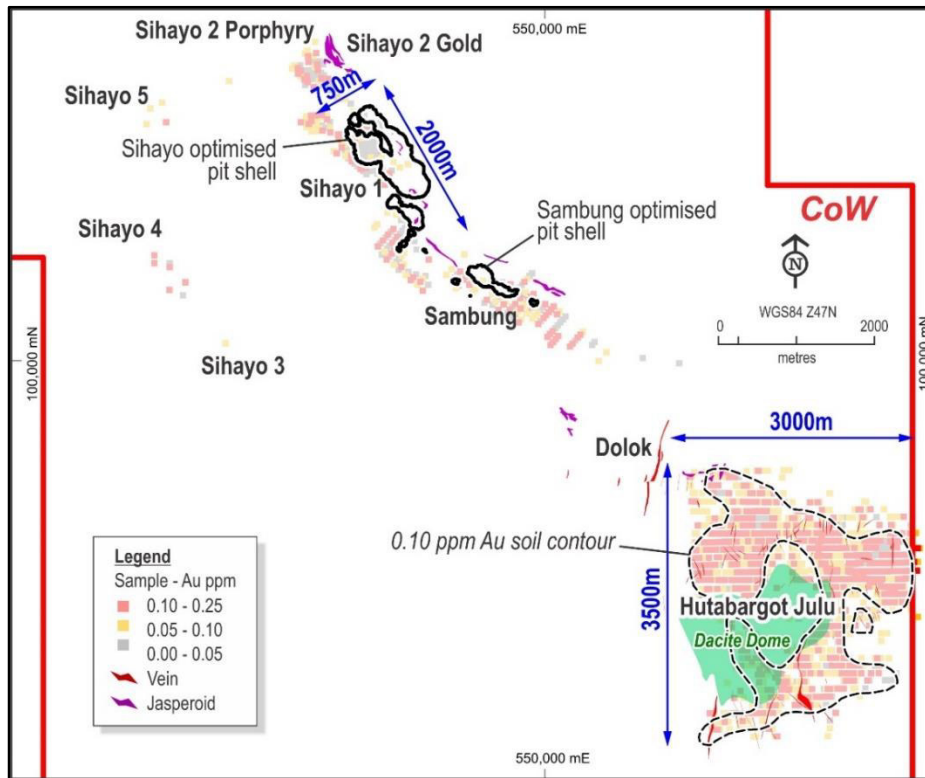 550,000 mE
Sihayo 2 Porphyry
Sihayo 2 Gold
750m
Sihayo 5
Sihayo optimised
pit shell
2000m
Sihayo 1
CoW
Sambung optimised
pit shell
Sihayo 4
N
WGS84 Z47N
0 2000
metres
Sambung
100,000 mN
Sihayo 3
100,000 mN
3000m
Dolok
0.10 ppm Au soil contour
3500m
Hutabargot Julu
Dacite Dome
Legend
Sample - Au ppm
0.10 - 0.25
0.05 - 0.10
0.00 - 0.05
Vein
Jasperoid
550,000 mE